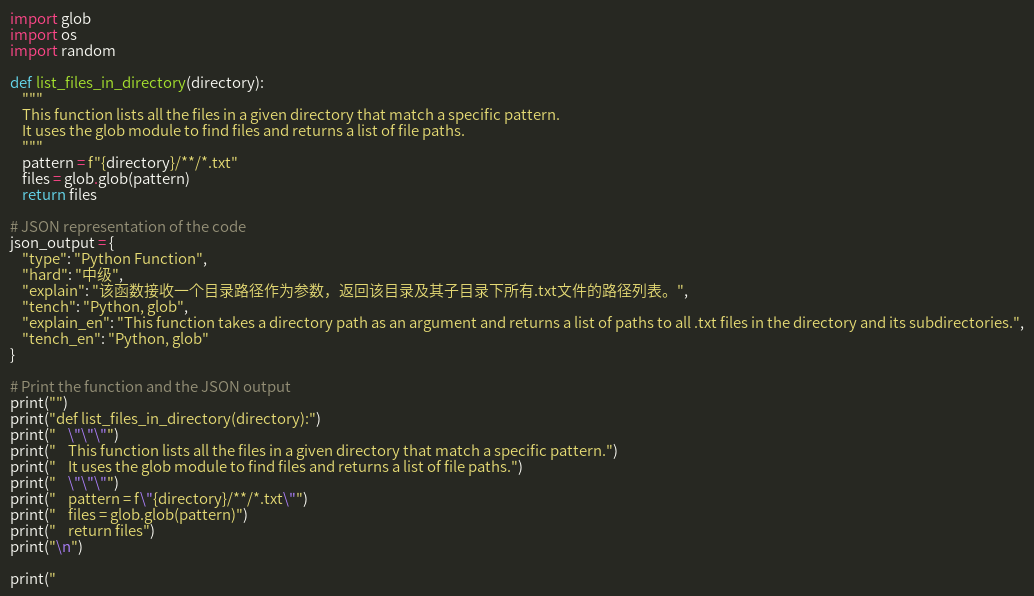 import glob
import os
import random

def list_files_in_directory(directory):
    """
    This function lists all the files in a given directory that match a specific pattern.
    It uses the glob module to find files and returns a list of file paths.
    """
    pattern = f"{directory}/**/*.txt"
    files = glob.glob(pattern)
    return files

# JSON representation of the code
json_output = {
    "type": "Python Function",
    "hard": "中级",
    "explain": "该函数接收一个目录路径作为参数，返回该目录及其子目录下所有.txt文件的路径列表。",
    "tench": "Python, glob",
    "explain_en": "This function takes a directory path as an argument and returns a list of paths to all .txt files in the directory and its subdirectories.",
    "tench_en": "Python, glob"
}

# Print the function and the JSON output
print("")
print("def list_files_in_directory(directory):")
print("    \"\"\"")
print("    This function lists all the files in a given directory that match a specific pattern.")
print("    It uses the glob module to find files and returns a list of file paths.")
print("    \"\"\"")
print("    pattern = f\"{directory}/**/*.txt\"")
print("    files = glob.glob(pattern)")
print("    return files")
print("\n")

print("